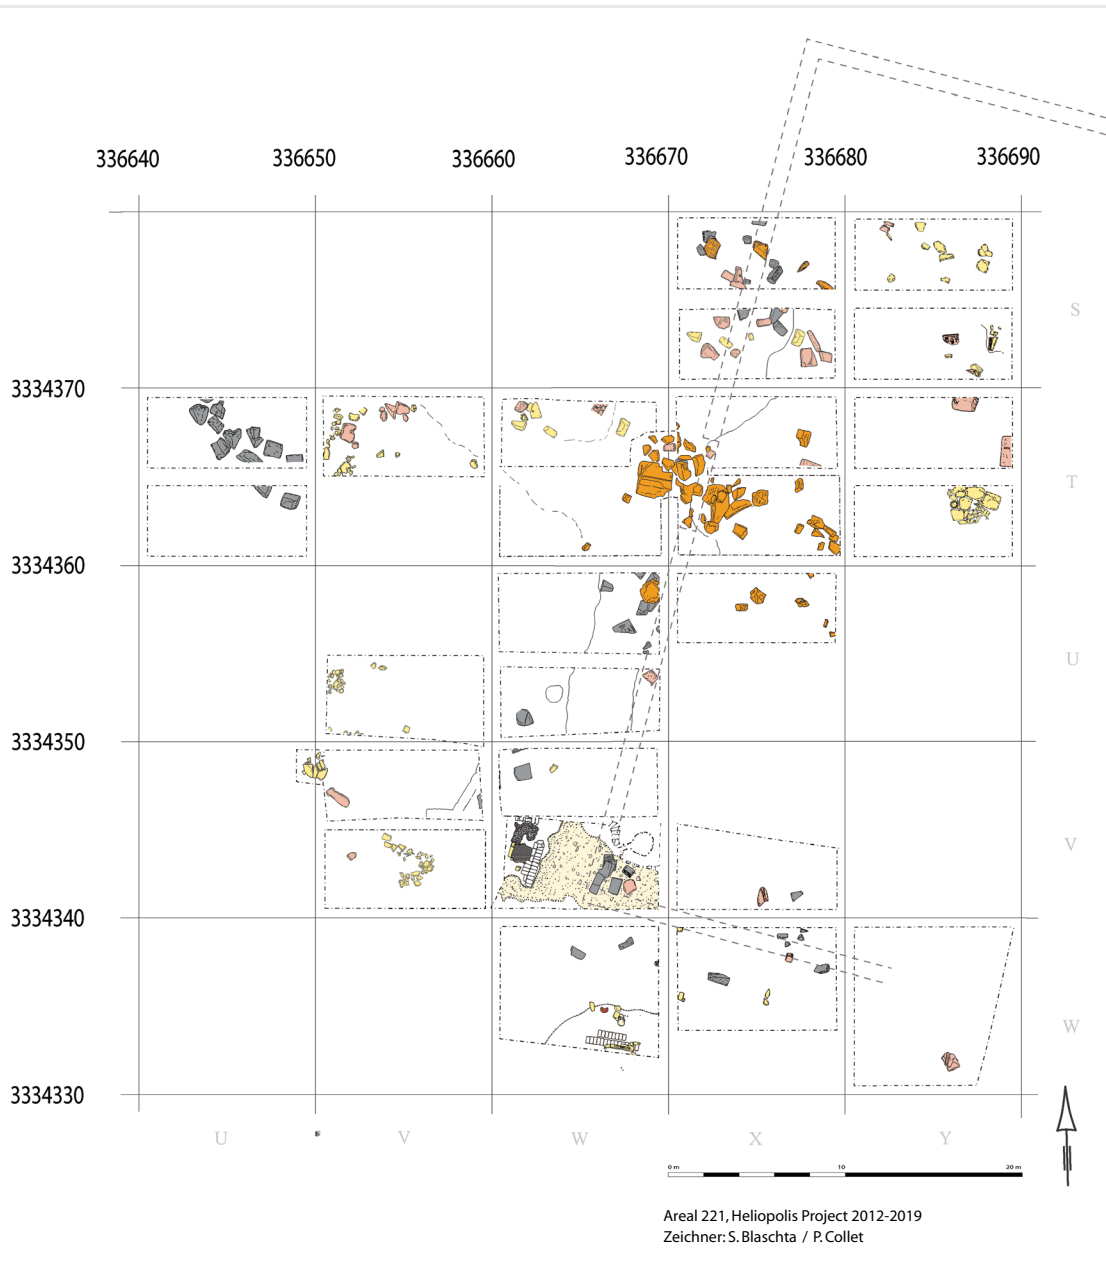 336640 336650 336660 336670 336680 336690
S
3334370
T
3334360
U
3334350
V
3334340
W
3334330
U V W X Y
0 m 10 20 m
Areal 221, Heliopolis Project 2012-2019
Zeichner: S. Blaschta / P. Collet